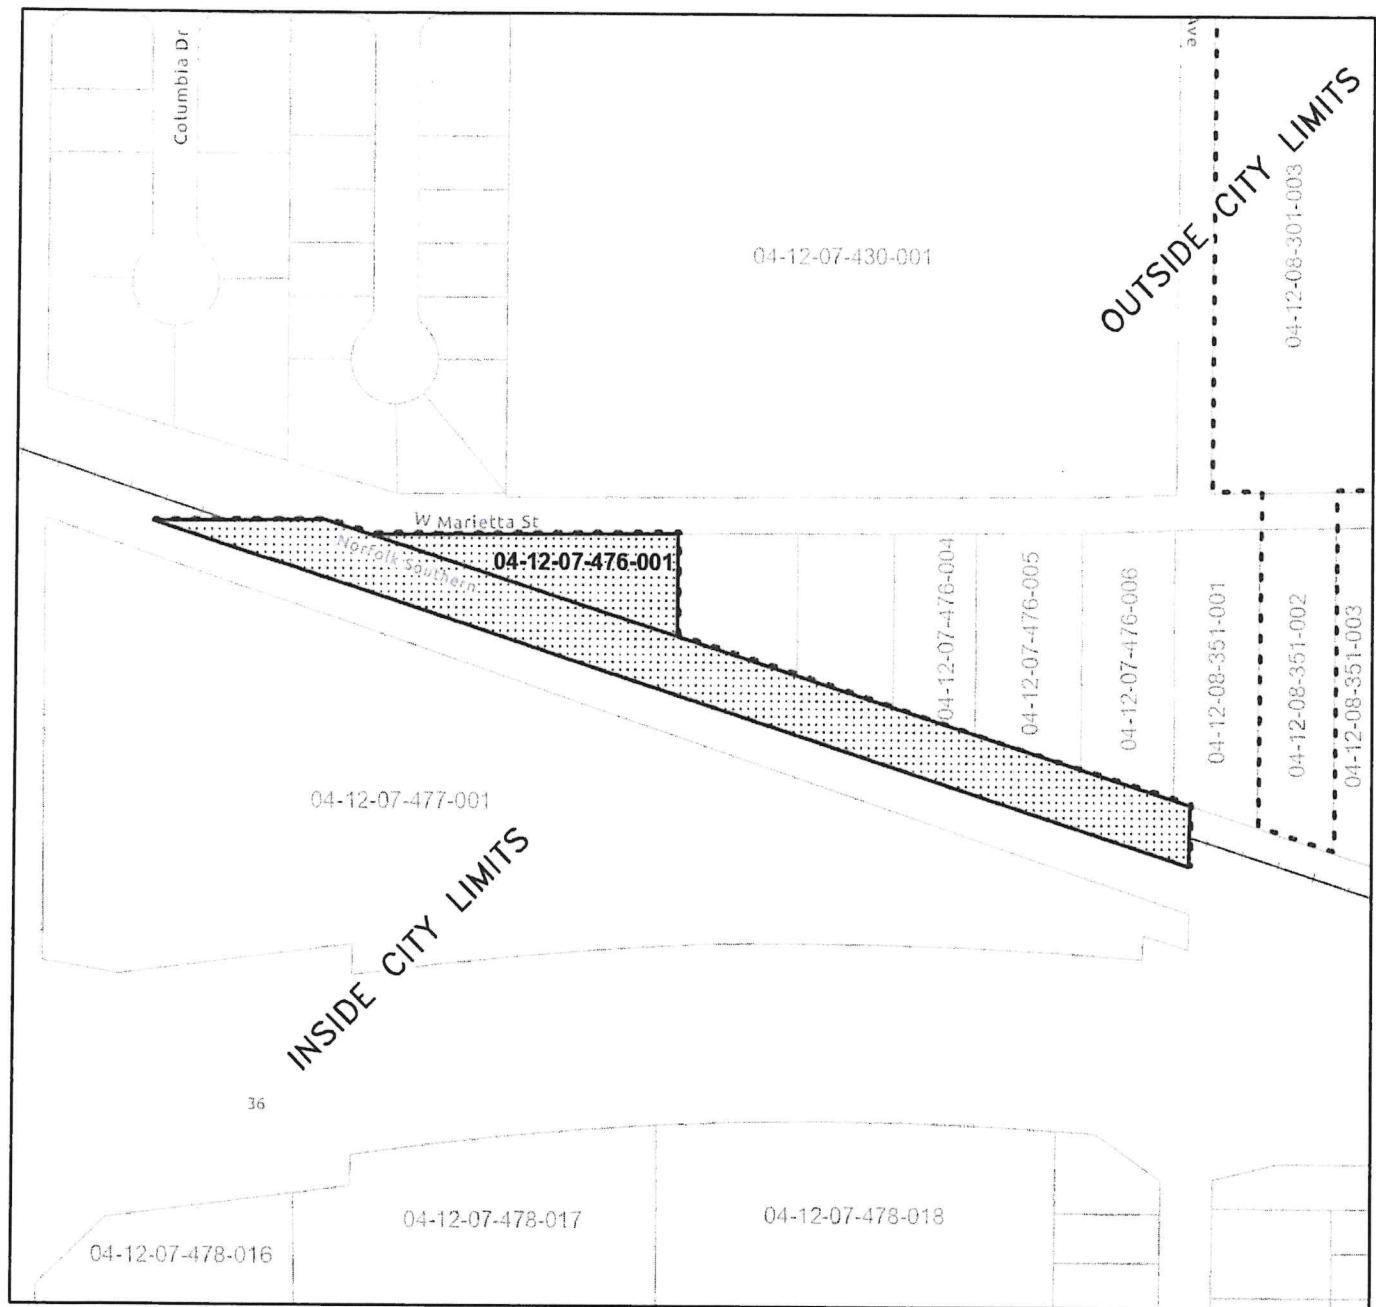 Columbia Dr
Ave
OUTSIDE CITY LIMITS
04-12-07-430-001
04-12-08-301-003
W Marietta St
Norfolk Southern
04-12-07-476-001
04-12-07-476-004
04-12-07-476-005
04-12-07-476-006
04-12-08-351-001
04-12-08-351-002
04-12-08-351-003
04-12-07-477-001
INSIDE CITY LIMITS
36
04-12-07-478-017
04-12-07-478-018
04-12-07-478-016